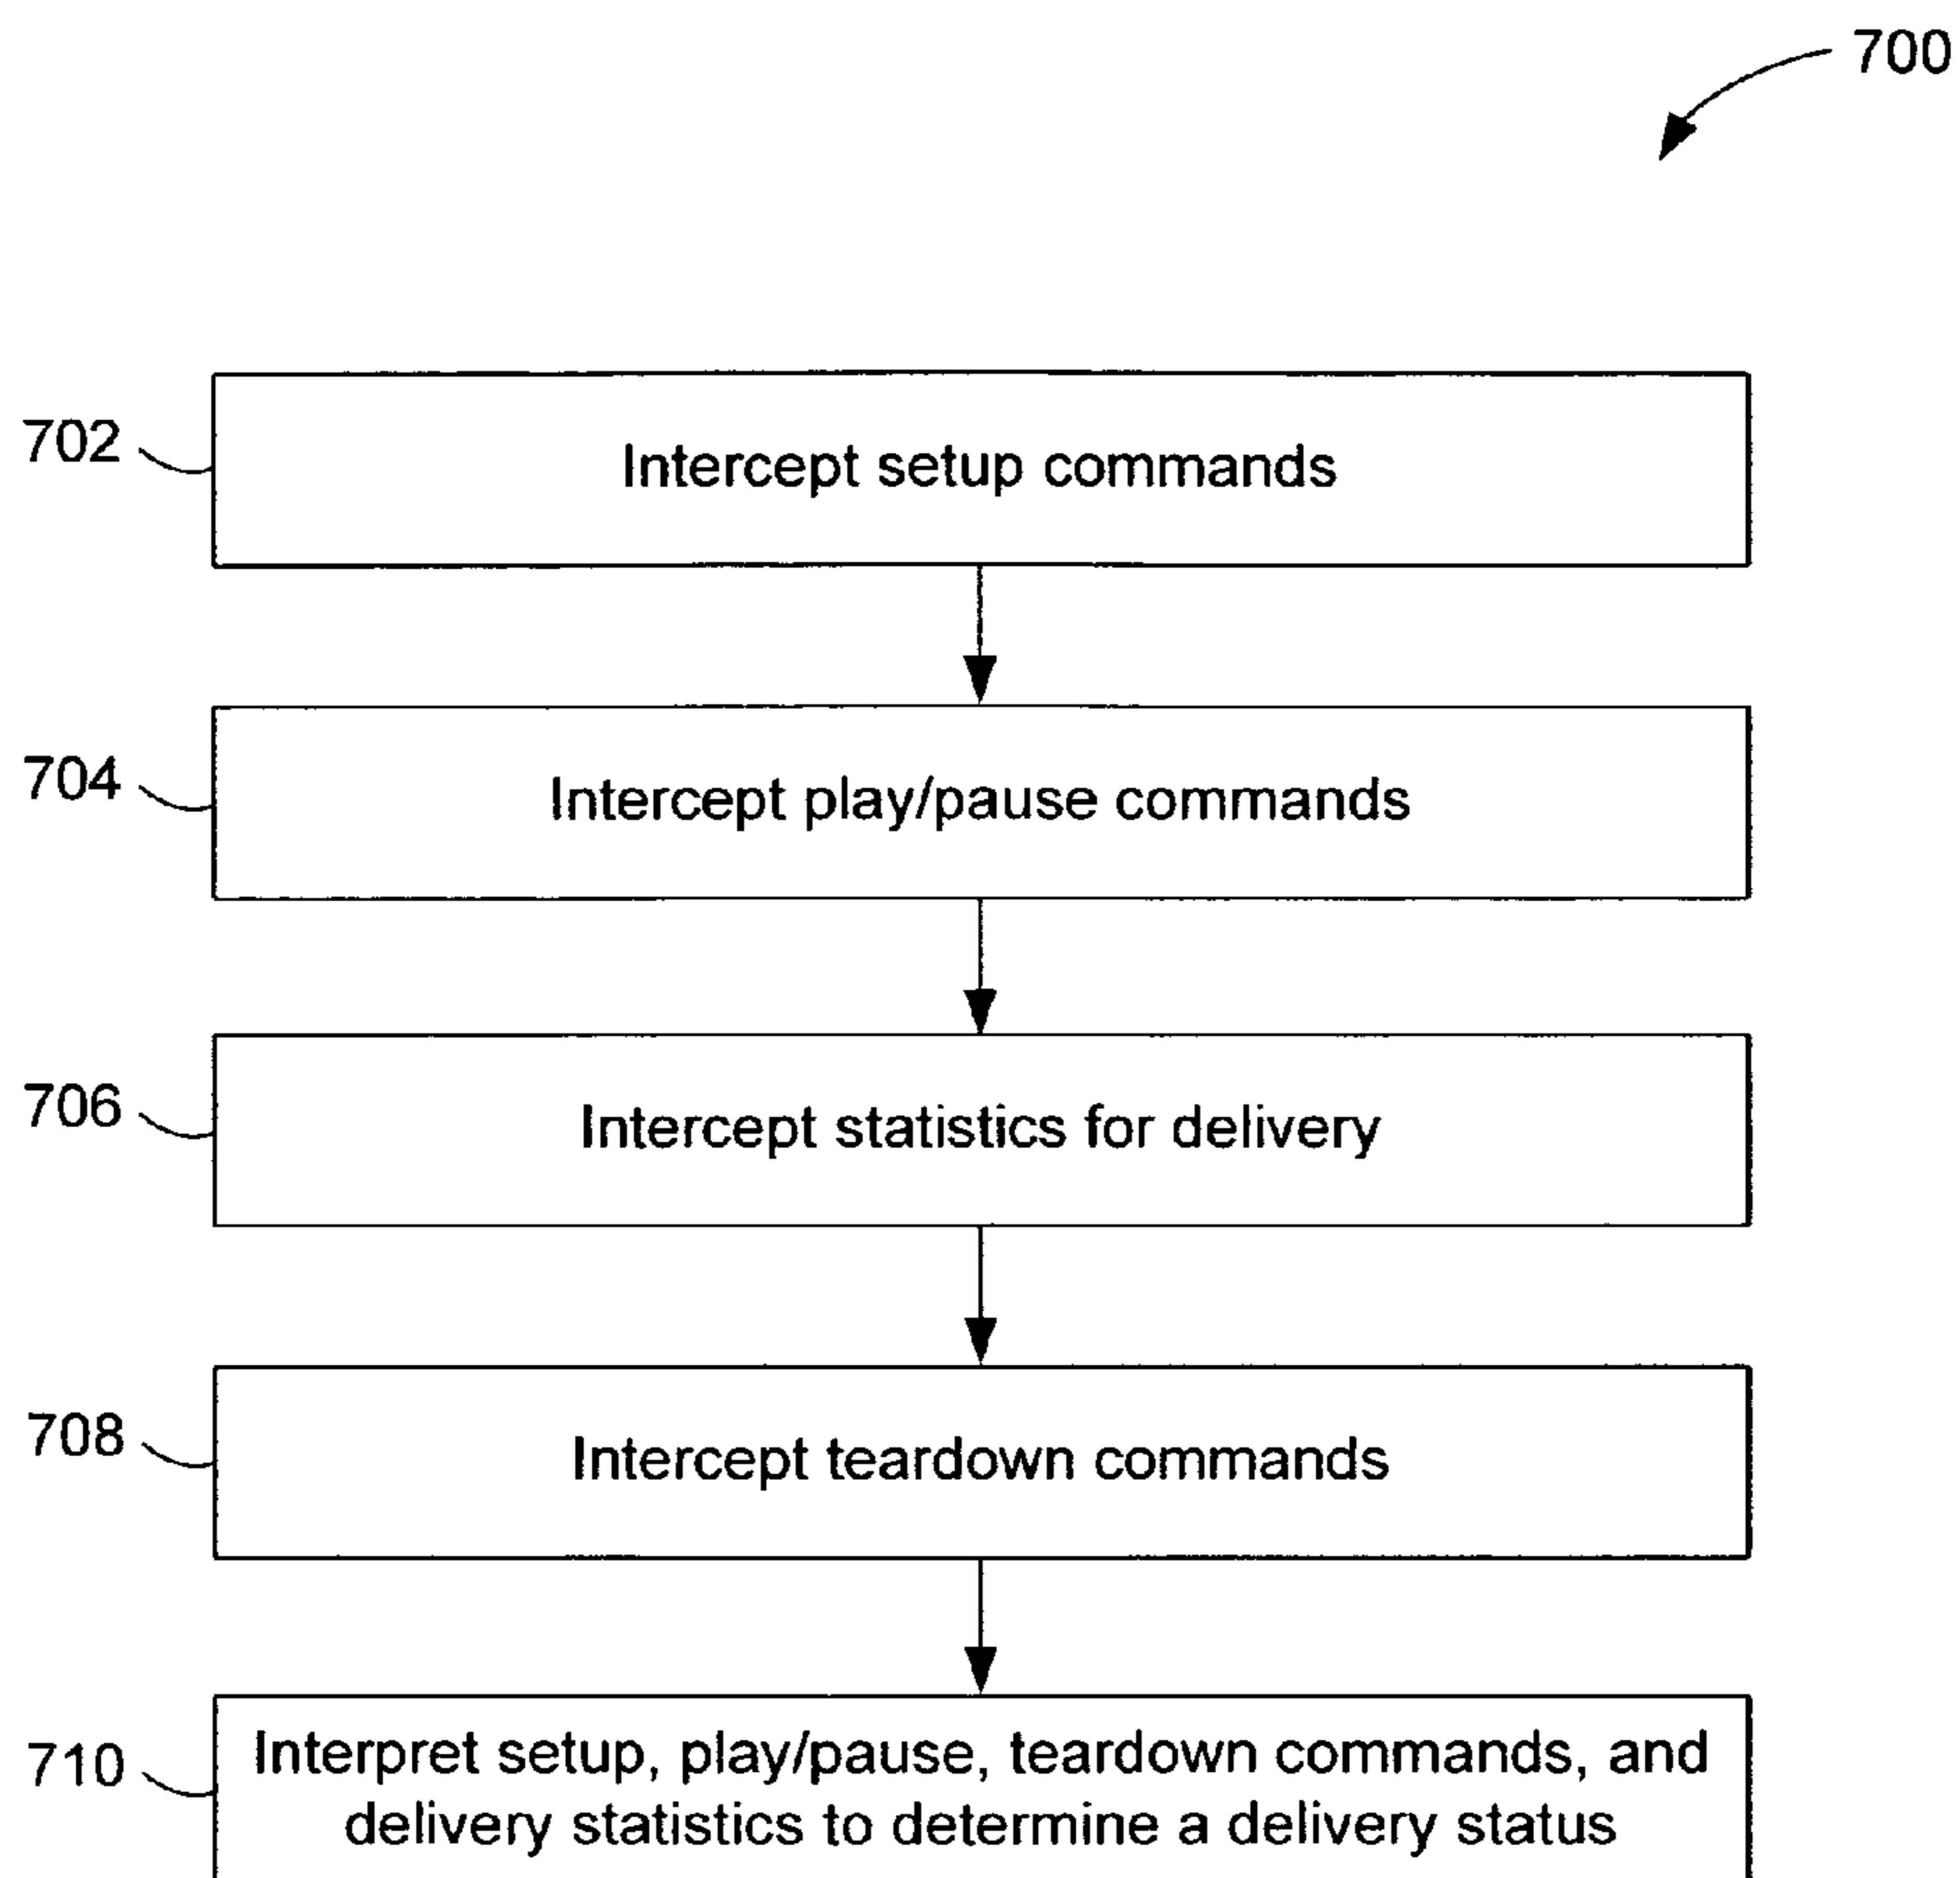 700
702
Intercept setup commands
704
Intercept play/pause commands
706
Intercept statistics for delivery
708
Intercept teardown commands
710
Interpret setup, play/pause, teardown commands, and
delivery statistics to determine a delivery status